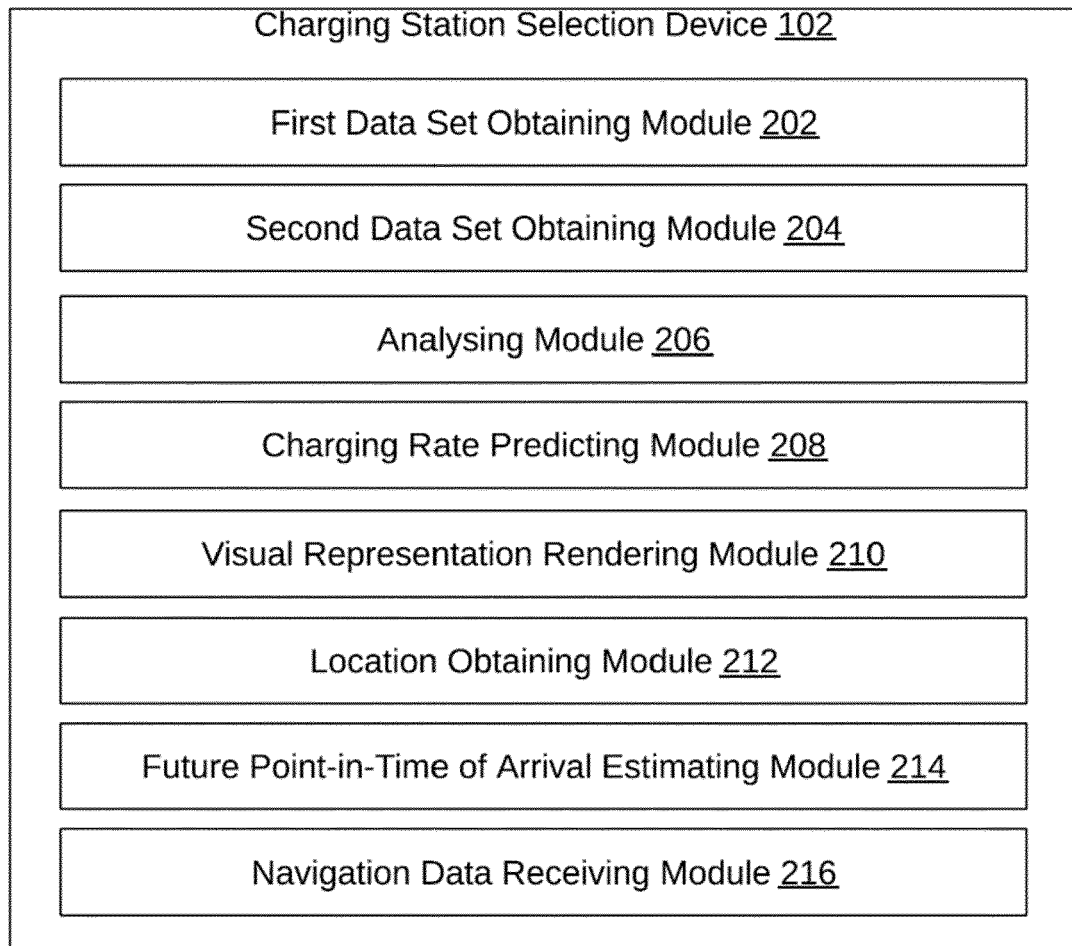 Charging Station Selection Device 102
First Data Set Obtaining Module 202
Second Data Set Obtaining Module 204
Analysing Module 206
Charging Rate Predicting Module 208
Visual Representation Rendering Module 210
Location Obtaining Module 212
Future Point-in-Time of Arrival Estimating Module 214
Navigation Data Receiving Module 216